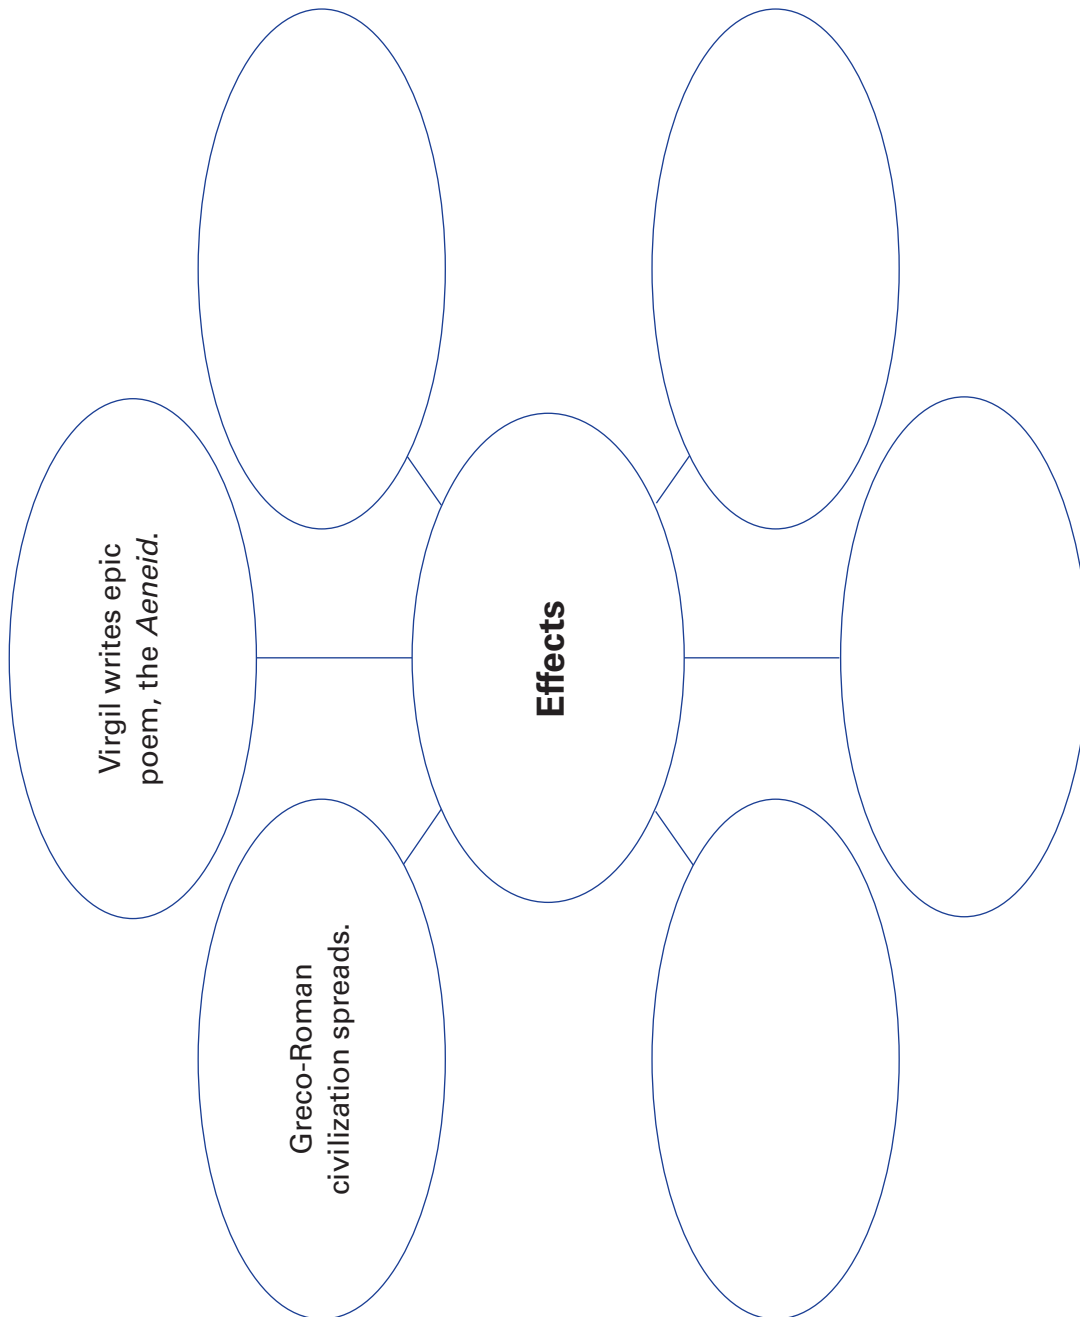 Greco-Roman
civilization spreads.
Virgil writes epic
poem, the Aeneid.
Effects